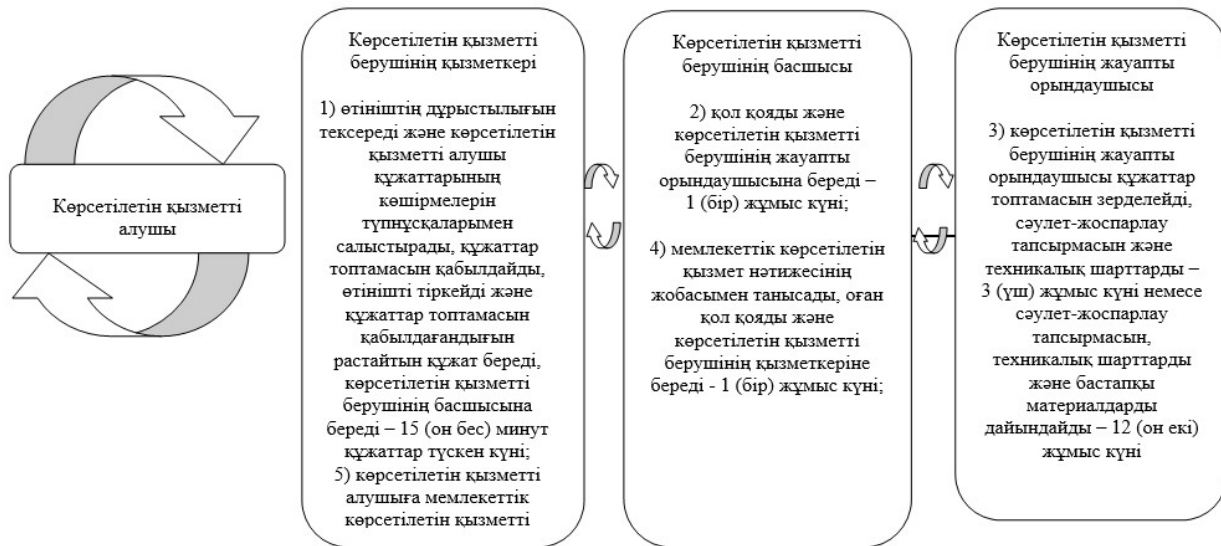 Көрсетілетін қызметті
алушы
Көрсетілетін қызметті
берушінің қызметкері
1) өтініштің дұрыстылығын
тексереді және көрсетілетін
қызметті алушы
құжаттарының
көшірмелерін
түпнұсқаларымен
салыстырады, құжаттар
топтамасын қабылдайды,
өтінішті тіркейді және
құжаттар топтамасын
қабылдағандығын
растайтын құжат береді,
көрсетілетін қызметті
берушінің басшысына
береді – 15 (он бес) минут
құжаттар түскен күні;
5) көрсетілетін қызметті
алушыға мемлекеттік
көрсетілетін қызметті
Көрсетілетін қызметті
берушінің басшысы
2) қол қояды және
көрсетілетін қызметті
берушінің жауапты
орындаушысына береді –
1 (бір) жұмыс күні;
4) мемлекеттік көрсетілетін
қызмет нәтижесінің
жобасымен танысады, оған
қол қояды және
көрсетілетін қызметті
берушінің қызметкеріне
береді - 1 (бір) жұмыс күні;
Көрсетілетін қызметті
берушінің жауапты
орындаушысы
3) көрсетілетін қызметті
берушінің жауапты
орындаушысы құжаттар
топтамасын зерделейді,
сәулет-жоспарлау
тапсырмасын және
техникалық шарттарды –
3 (үш) жұмыс күні немесе
сәулет-жоспарлау
тапсырмасын,
техникалық шарттарды
және бастапқы
материалдарды
дайындайды – 12 (он екі)
жұмыс күні